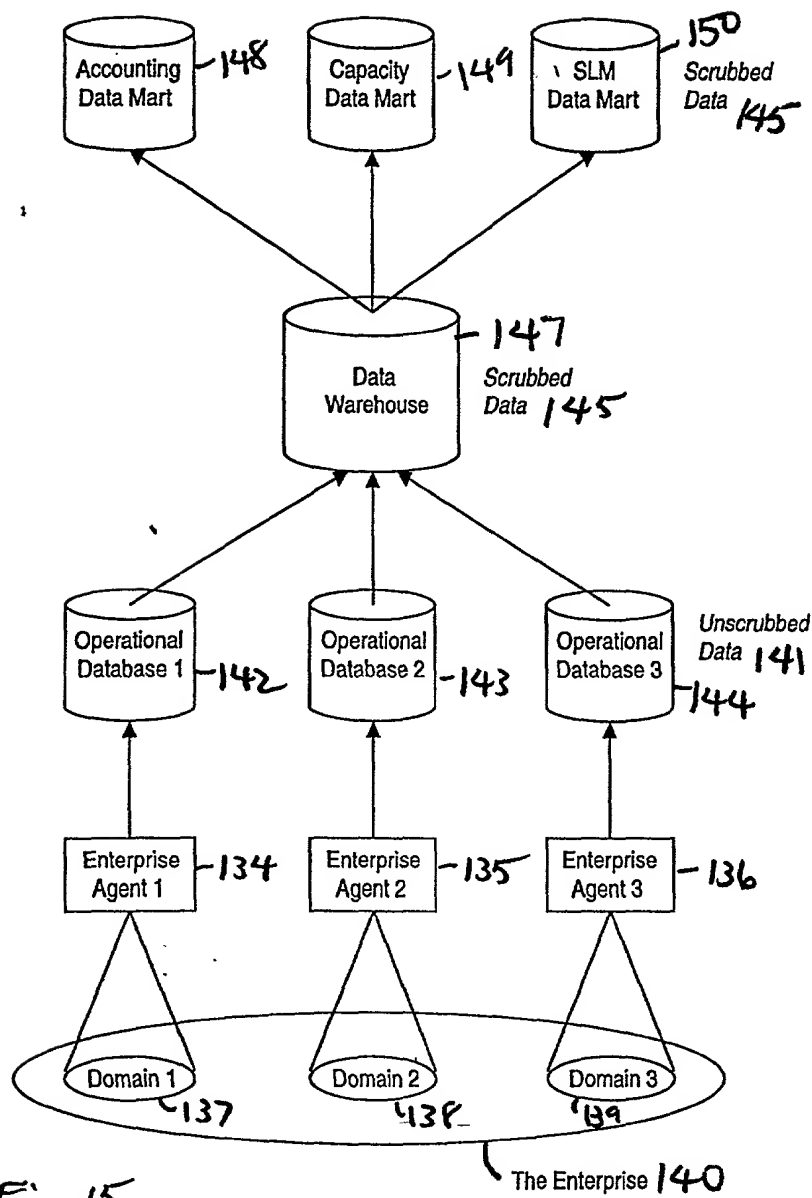 Accounting
Data Mart
148
Capacity
Data Mart
149
SLM
Data Mart
150
Scrubbed
Data 145
Data
Warehouse
147
Scrubbed
Data 145
Operational
Database 1
142
Operational
Database 2
143
Operational
Database 3
144
Unscrubbed
Data 141
Enterprise
Agent 1
134
Enterprise
Agent 2
135
Enterprise
Agent 3
136
Domain 1
137
Domain 2
138
Domain 3
139
The Enterprise 140
15